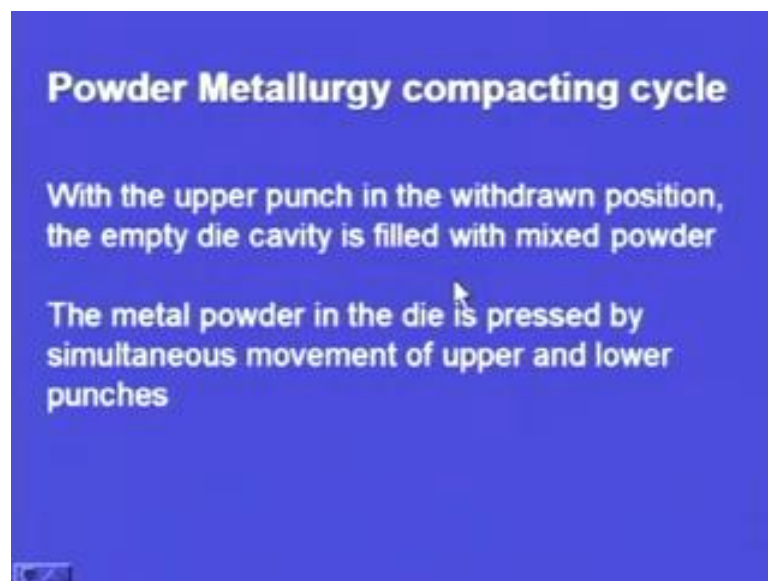 Powder Metallurgy compacting cycle
With the upper punch in the withdrawn position,
the empty die cavity is filled with mixed powder
The metal powder in the die is pressed by
simultaneous movement of upper and lower
punches